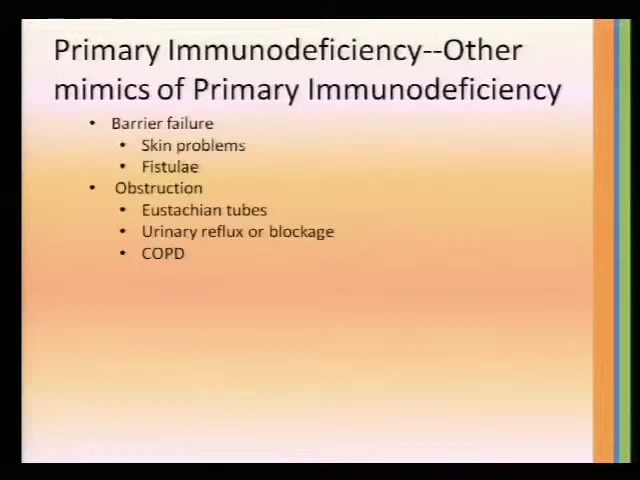 Primary Immunodeficiency--Other
mimics of Primary Immunodeficiency
• Barrier failure
• Skin problems
• Fistulae
• Obstruction
• Eustachian tubes
• Urinary reflux or blockage
• COPD